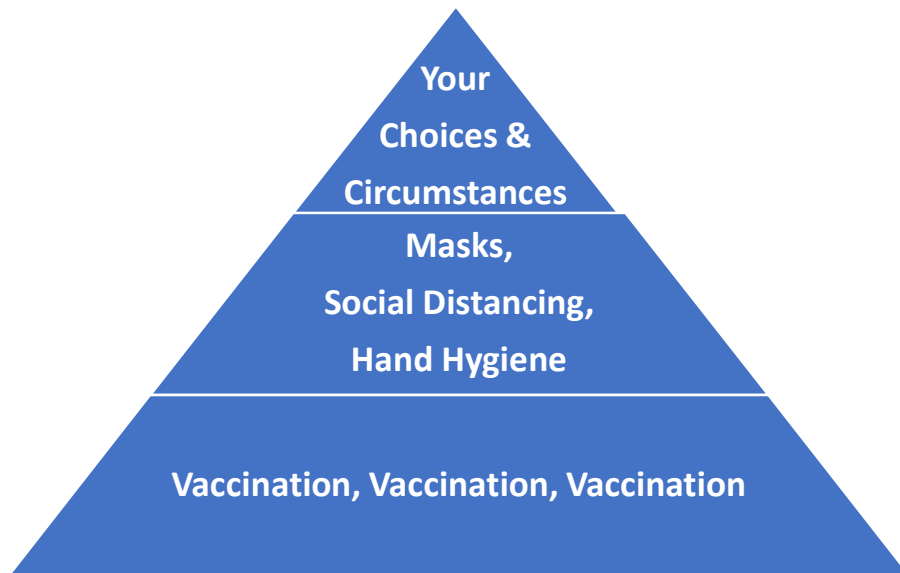 Your
Choices &
Circumstances
Masks,
Social Distancing,
Hand Hygiene
Vaccination, Vaccination, Vaccination